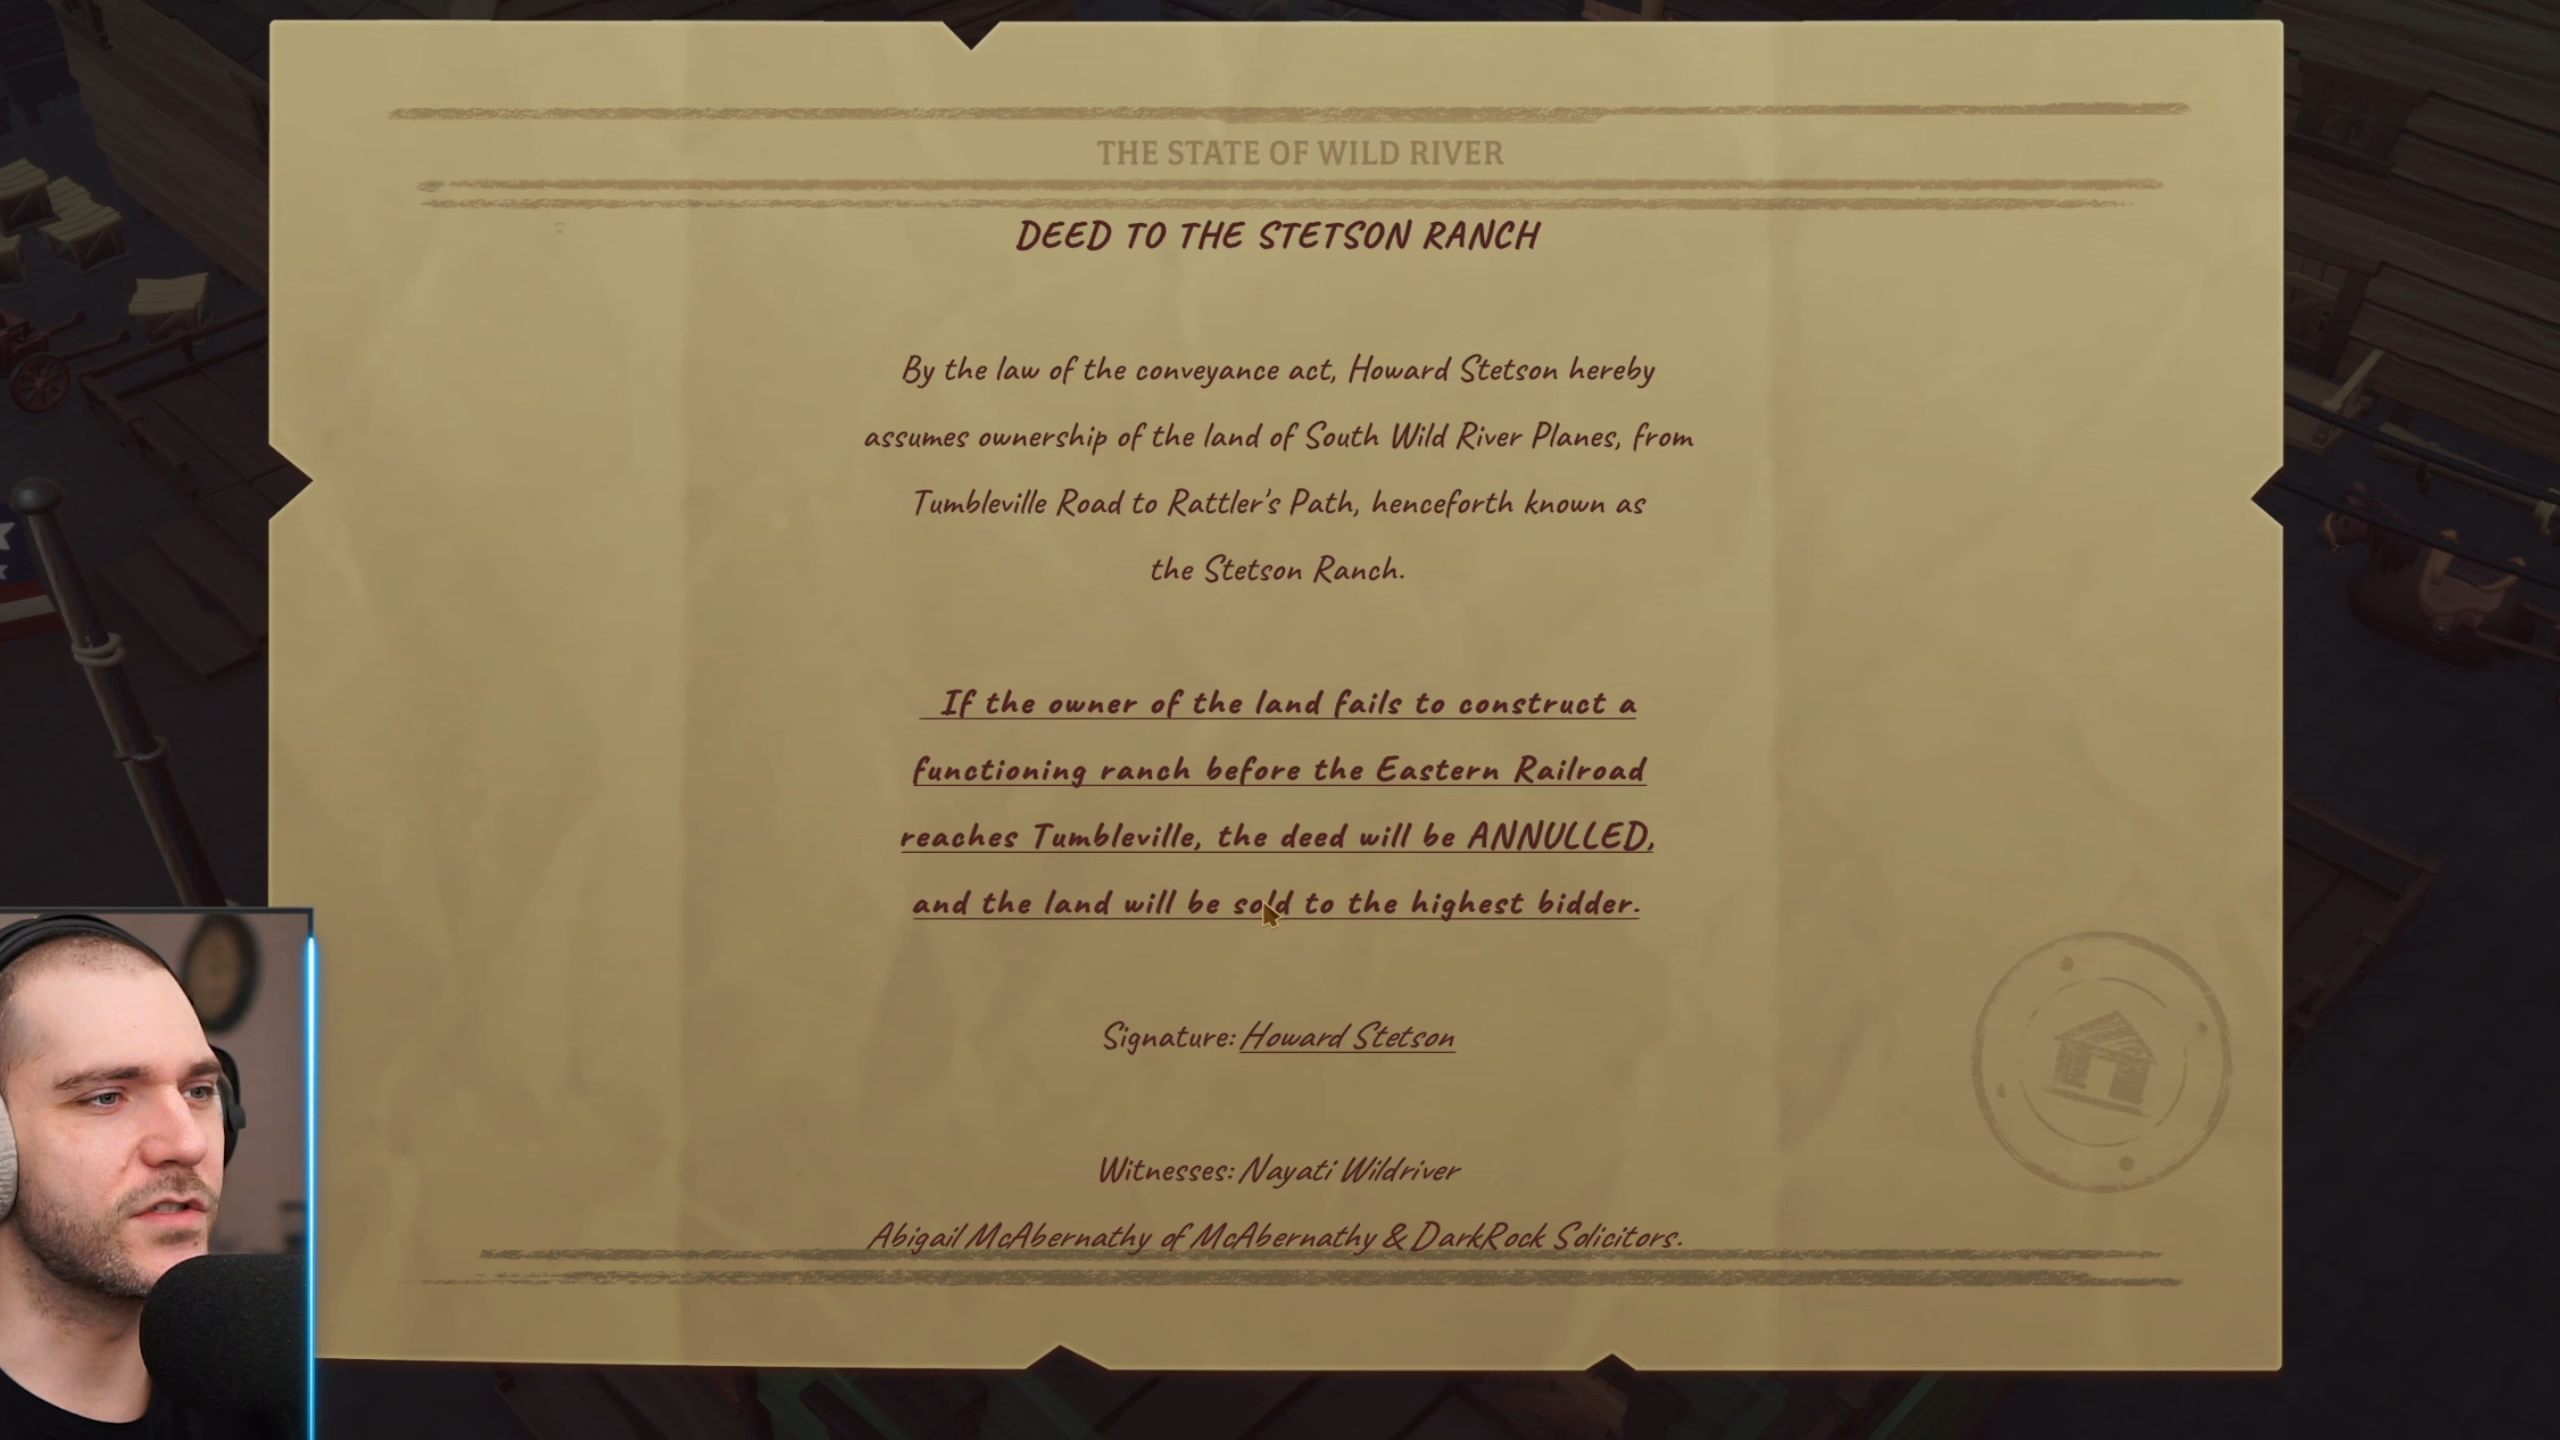 THE STATE OF WILD RIVER
DEED TO THE STETSON RANCH
By the law of the conveyance act, Howard Stetson hereby
assumes ownership of the land of South Wild River Planes, from
Tumbleville Road to Rattler's Path, henceforth known as
the Stetson Ranch.
If the owner of the land fails to construct a
functioning ranch before the Eastern Railroad
reaches Tumbleville, the deed will be ANNULLED,
and the land will be sold to the highest bidder.
Signature: Howard Stetson
Witnesses: Nayati Wildriver
Abigail McAbernathy of McAbernathy & DarkRock Solicitors.